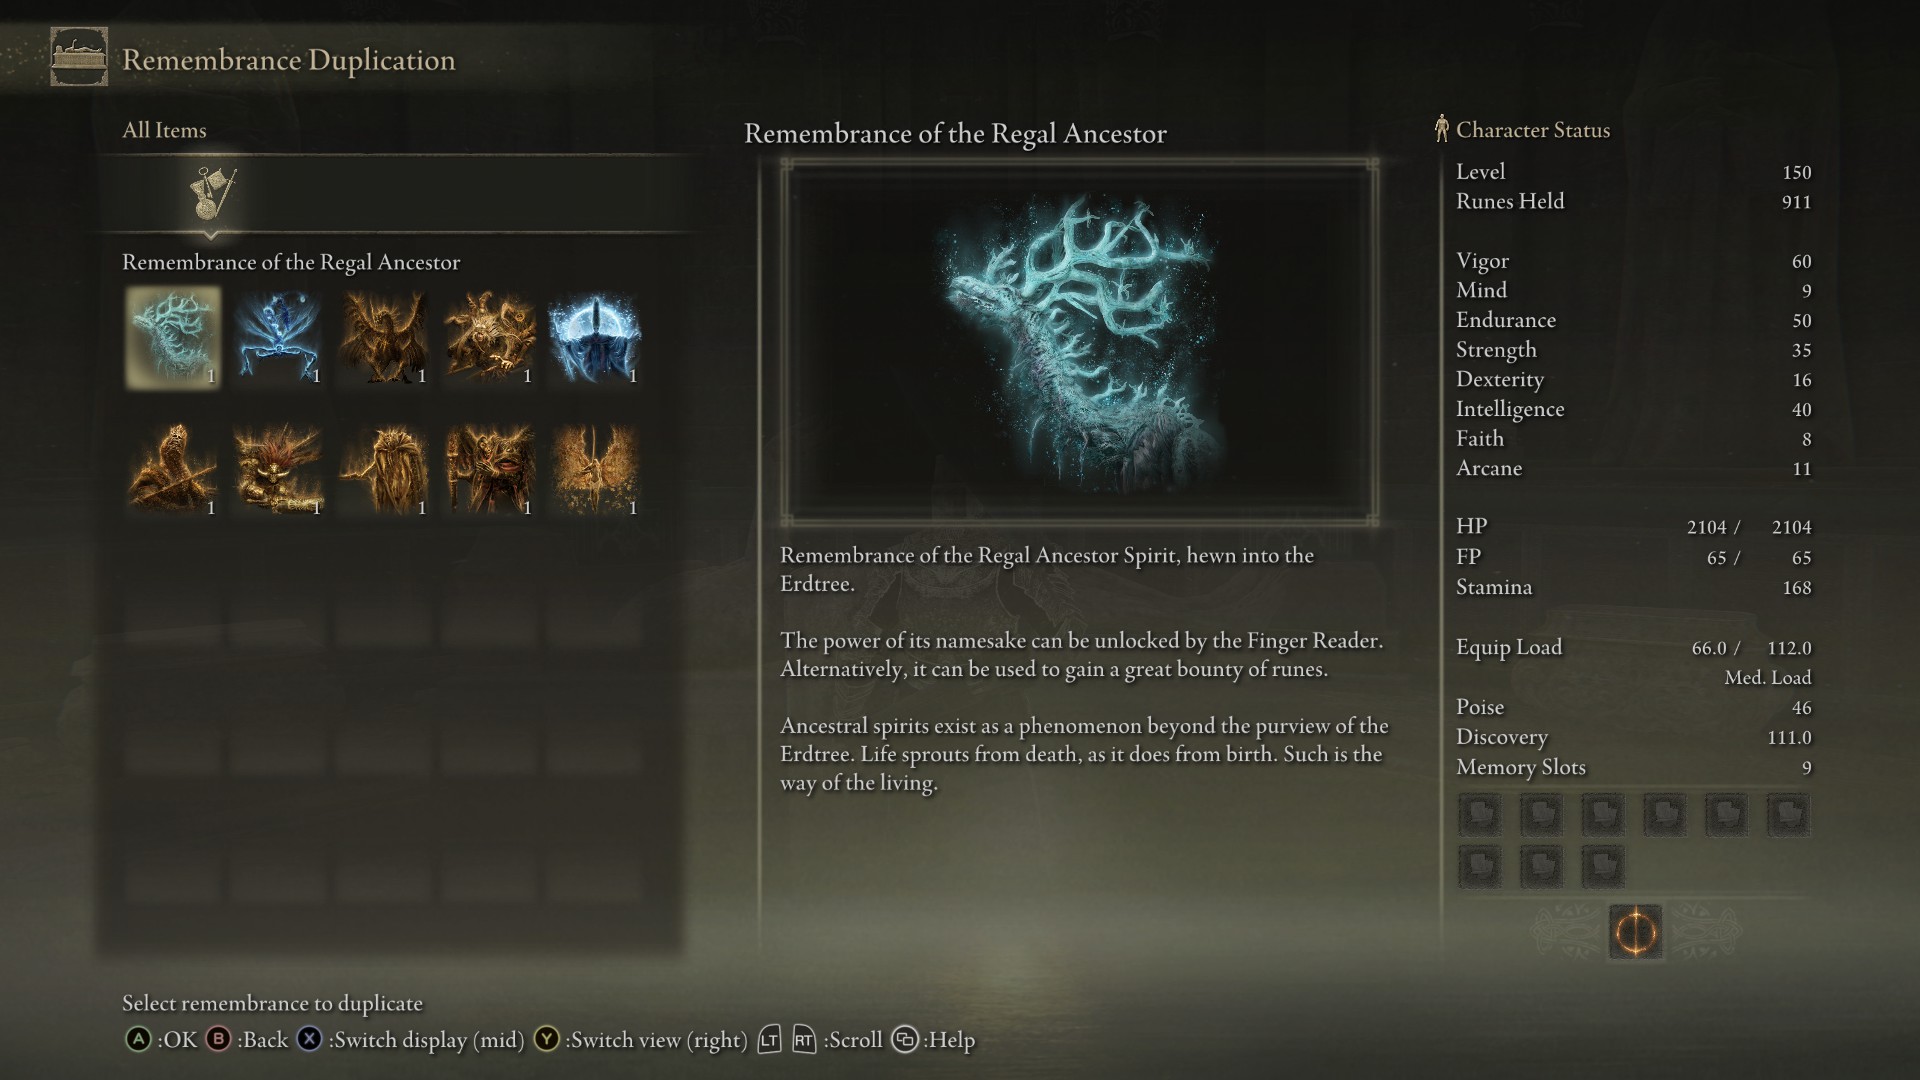 Remembrance Duplication
All Items
Remembrance of the Regal Ancestor
1 1 1 1 1
1 1 1 1 1
Remembrance of the Regal Ancestor
Remembrance of the Regal Ancestor Spirit, hewn into the
Erdtree.
The power of its namesake can be unlocked by the Finger Reader.
Alternatively, it can be used to gain a great bounty of runes.
Ancestral spirits exist as a phenomenon beyond the purview of the
Erdtree. Life sprouts from death, as it does from birth. Such is the
way of the living.
Character Status
Level 150
Runes Held 911
Vigor 60
Mind 9
Endurance 50
Strength 35
Dexterity 16
Intelligence 40
Faith 8
Arcane 11
HP 2104 / 2104
FP 65 / 65
Stamina 168
Equip Load 66.0 / 112.0
Med. Load
Poise 46
Discovery 111.0
Memory Slots 9
Select remembrance to duplicate
A :OK B :Back X :Switch display (mid) Y :Switch view (right) LT RT :Scroll :Help